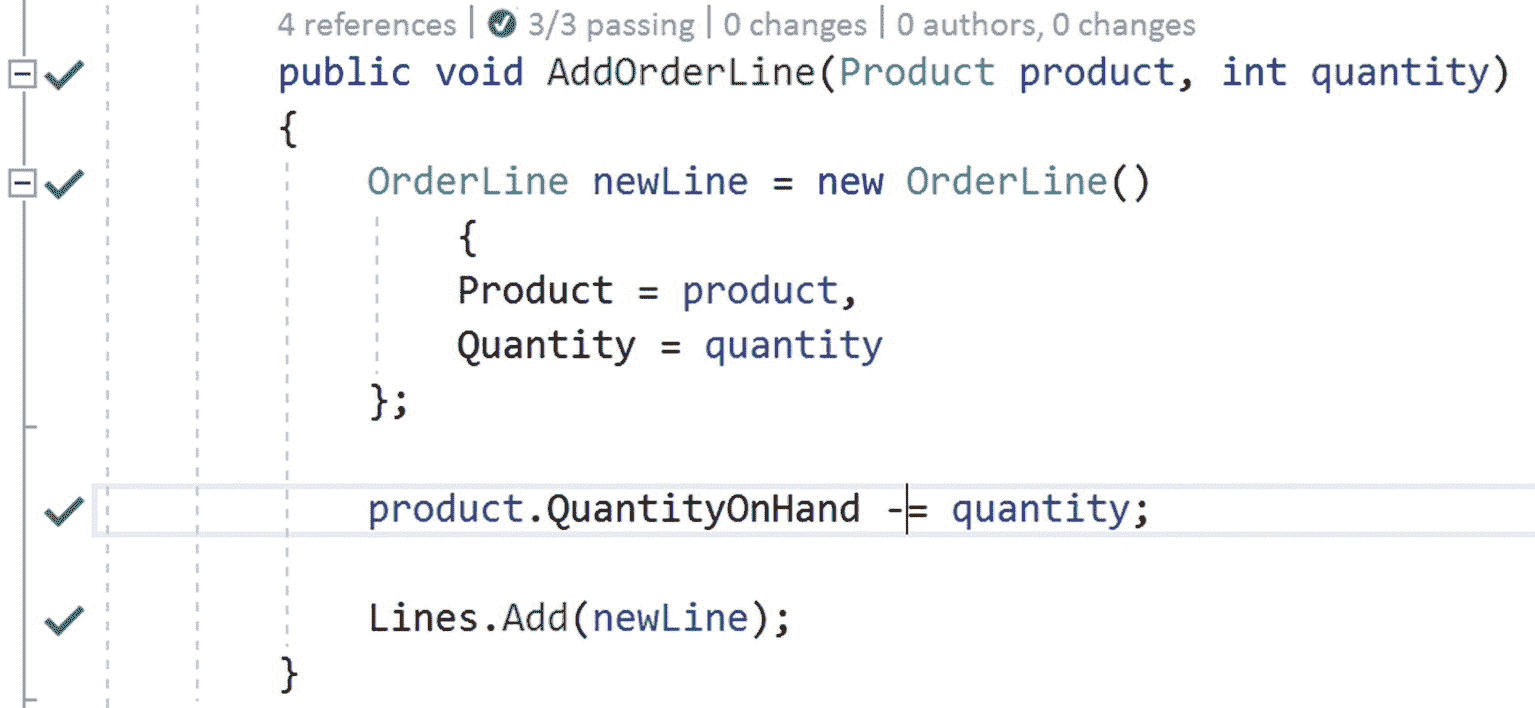 4 references | 3/3 passing | 0 changes | 0 authors, 0 changes
public void AddOrderLine(Product product, int quantity)
{
OrderLine newLine = new OrderLine()
{
Product = product,
Quantity = quantity
};
product.QuantityOnHand -= quantity;
Lines.Add(newLine);
}